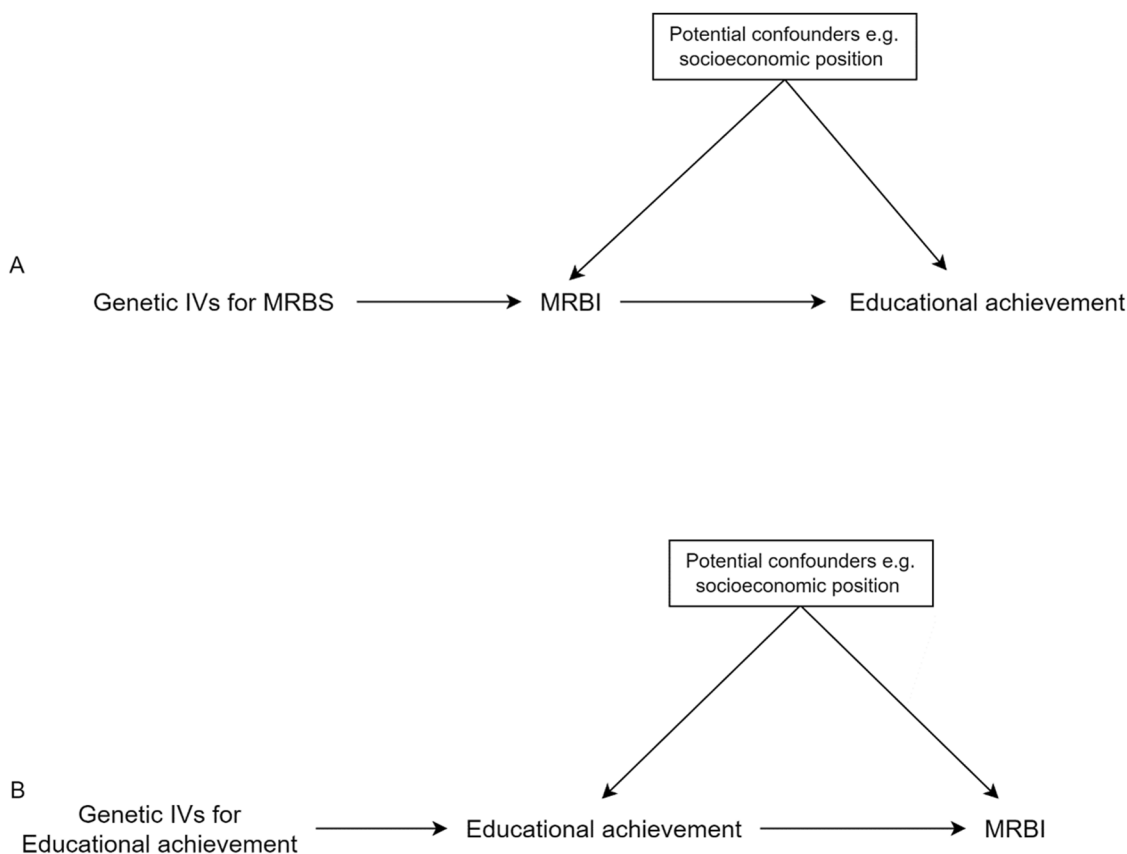 Potential confounders e.g.
socioeconomic position
A
Genetic IVs for MRBS
MRBI
Educational achievement
Potential confounders e.g.
socioeconomic position
B
Genetic IVs for
Educational achievement
Educational achievement
MRBI